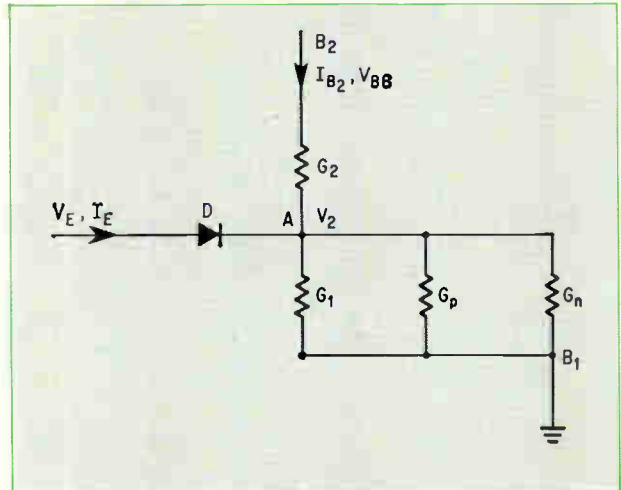 B2
IB2, VBB
G2
VE, IE
D
A
V2
G1
Gp
Gn
B1